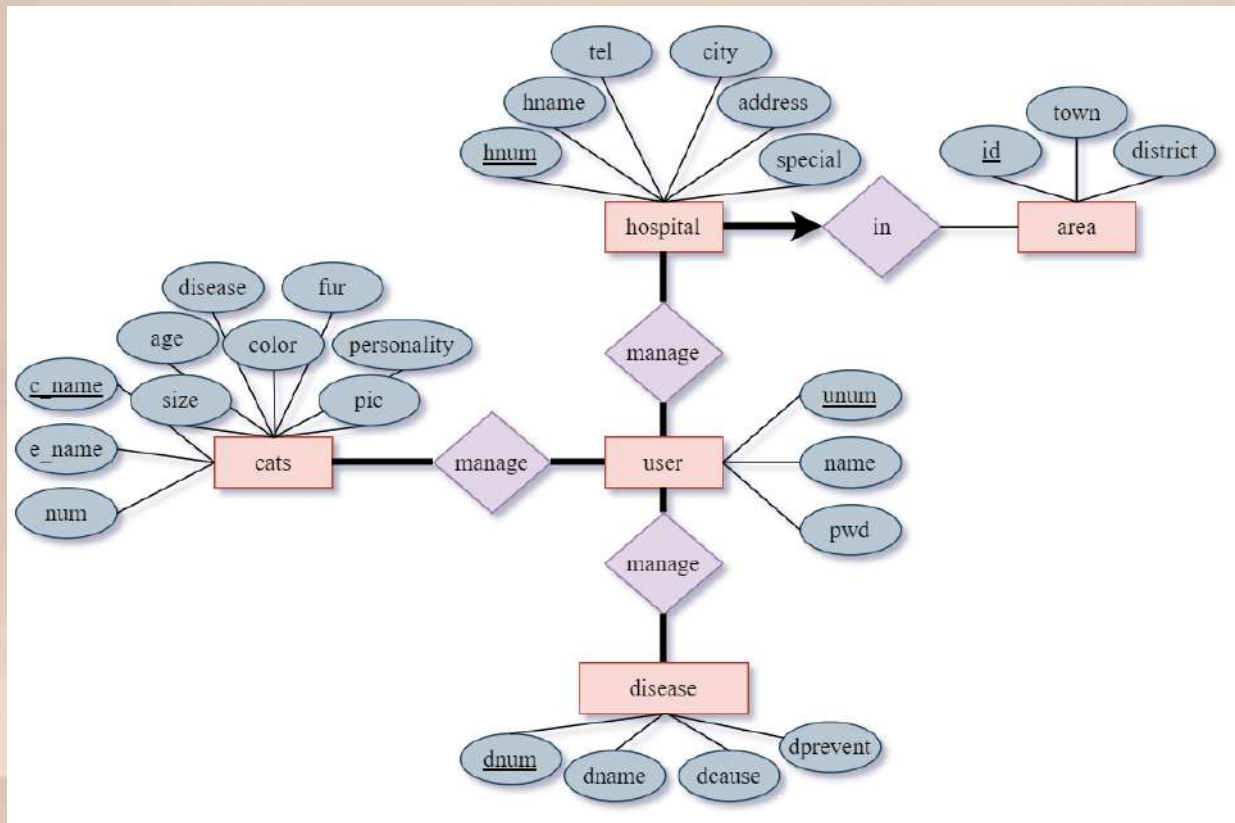 tel
city
hname
address
hnum
special
town
id
district
hospital
in
area
disease
fur
age
color
personality
c_name
size
pic
manage
unum
e_name
cats
manage
user
name
num
pwd
manage
disease
dnum
dname
dcause
dprevent